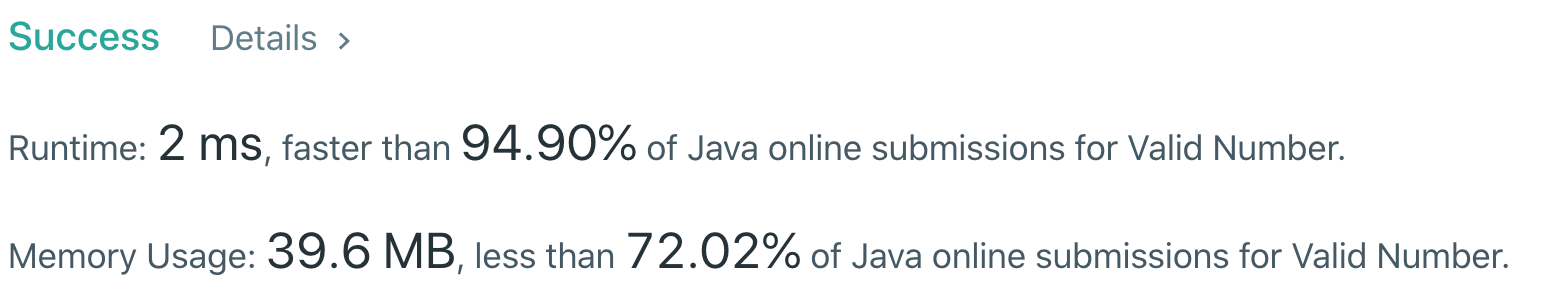 Success Details >
Runtime: 2 ms, faster than 94.90% of Java online submissions for Valid Number.
Memory Usage: 39.6 MB, less than 72.02% of Java online submissions for Valid Number.